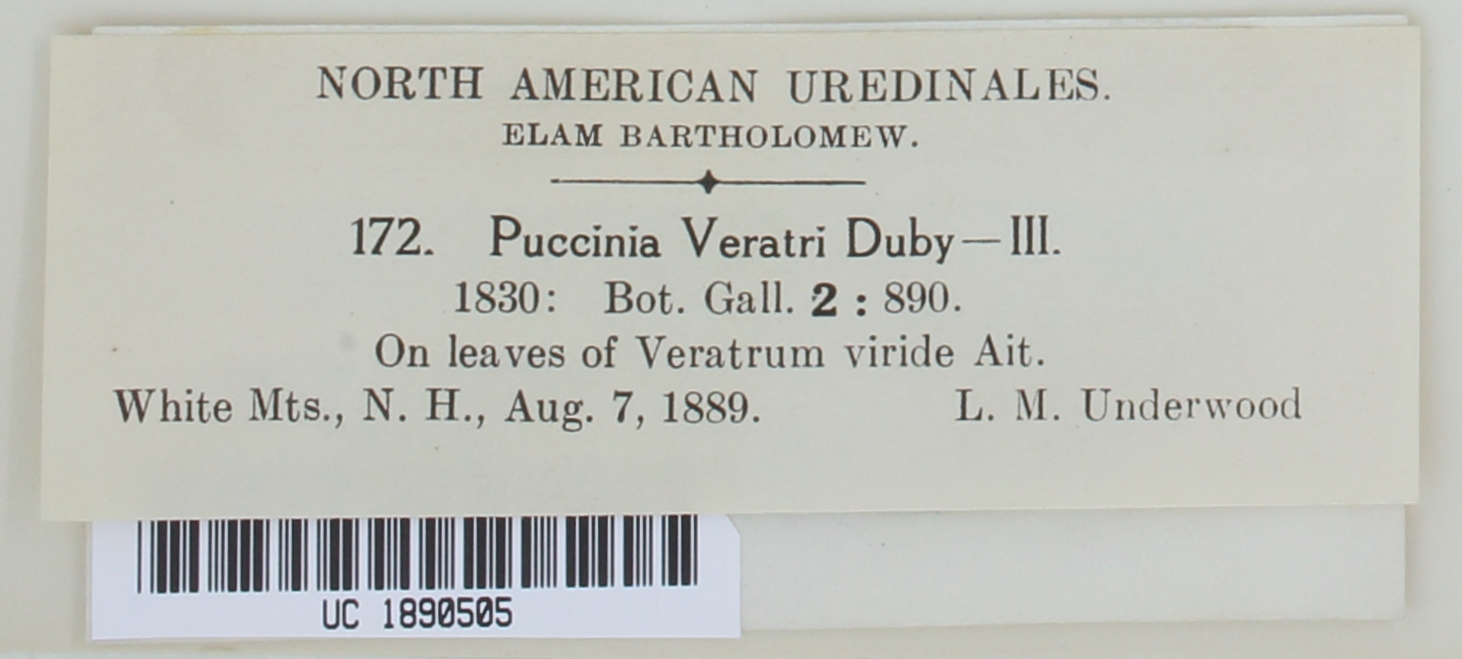 NORTH AMERICAN UREDINALES.
ELAM BARTHOLOMEW.
172. Puccinia Veratri Duby—III.
1830: Bot. Gall. 2 : 890.
On leaves of Veratrum viride Ait.
White Mts., N. H., Aug. 7, 1889. L. M. Underwood
UC 1890505